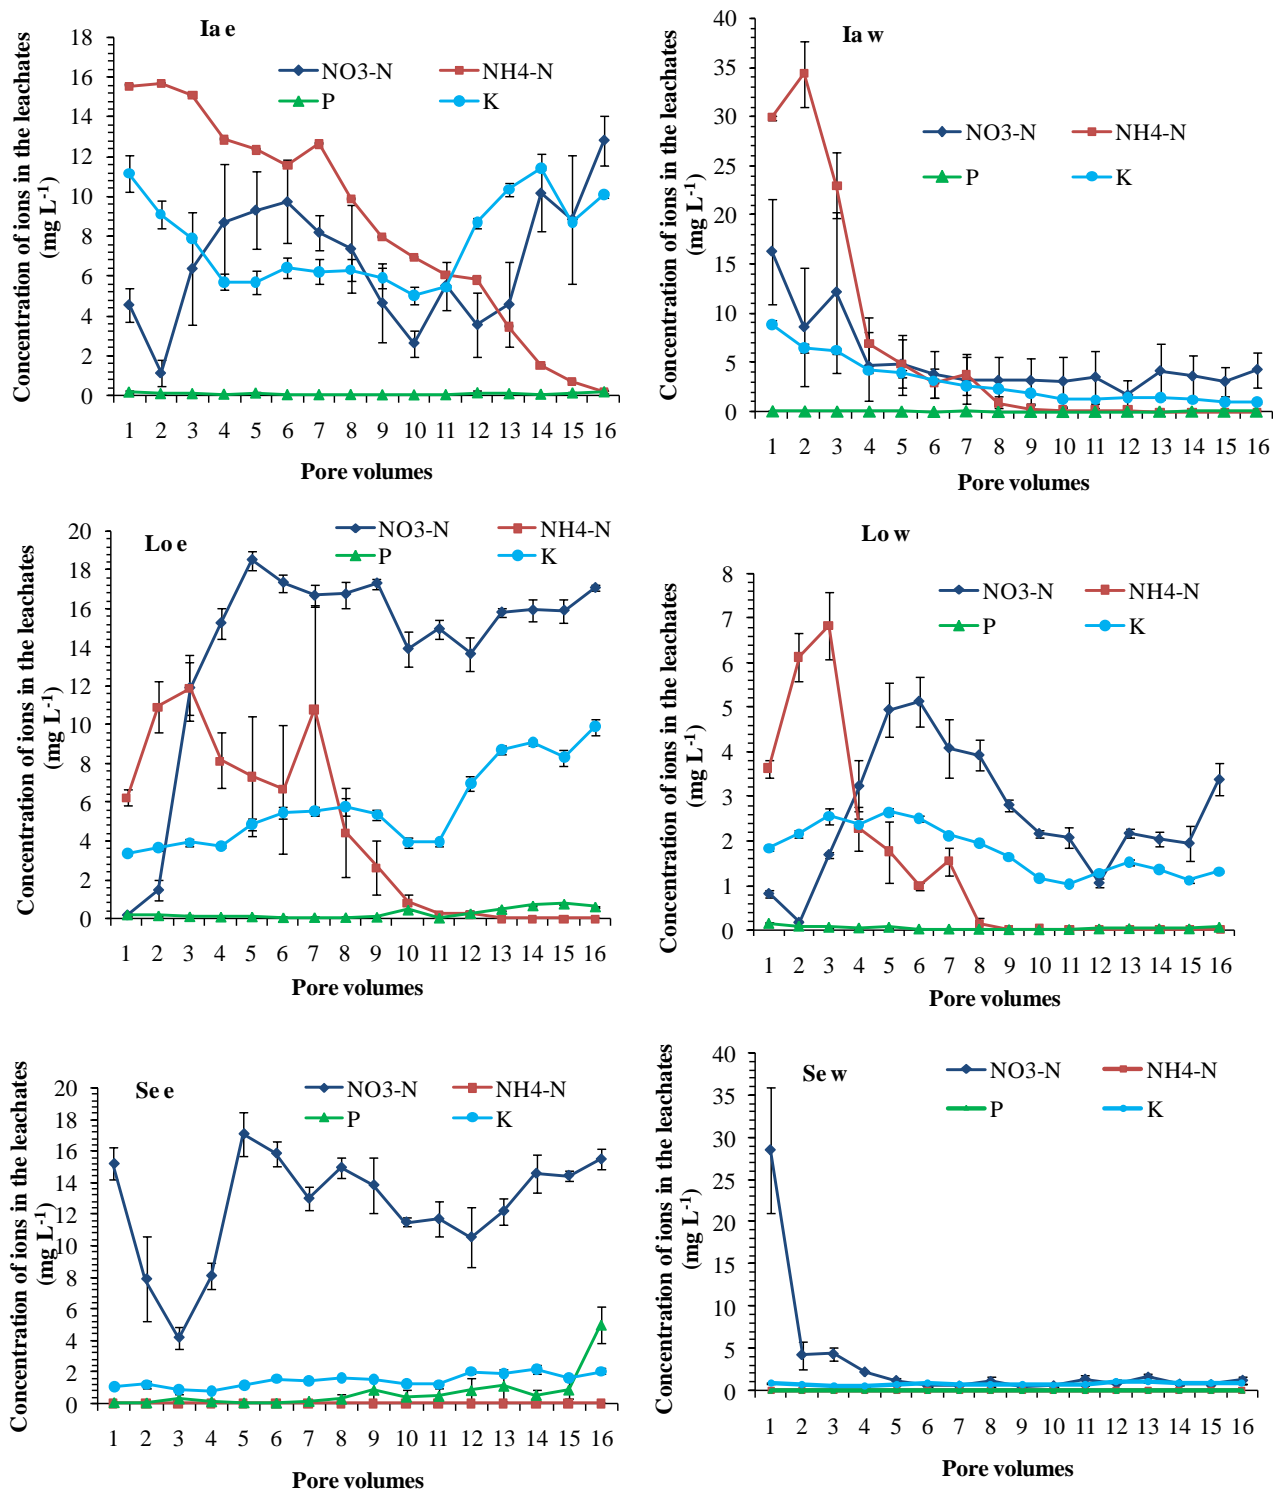 Ia e
Concentration of ions in the leachates
(mg L-1)
NO3-N
NH4-N
P
K
18
16
14
12
10
8
6
4
2
0
1 2 3 4 5 6 7 8 9 10 11 12 13 14 15 16
Pore volumes
Ia w
Concentration of ions in the leachates
(mg L-1)
NO3-N
NH4-N
P
K
40
35
30
25
20
15
10
5
0
1 2 3 4 5 6 7 8 9 10 11 12 13 14 15 16
Pore volumes
Lo e
Concentration of ions in the leachates
(mg L-1)
NO3-N
NH4-N
P
K
20
18
16
14
12
10
8
6
4
2
0
1 2 3 4 5 6 7 8 9 10 11 12 13 14 15 16
Pore volumes
Lo w
Concentration of ions in the leachates
(mg L-1)
NO3-N
NH4-N
P
K
8
7
6
5
4
3
2
1
0
1 2 3 4 5 6 7 8 9 10 11 12 13 14 15 16
Pore volumes
Se e
Concentration of ions in the leachates
(mg L-1)
NO3-N
NH4-N
P
K
20
18
16
14
12
10
8
6
4
2
0
1 2 3 4 5 6 7 8 9 10 11 12 13 14 15 16
Pore volumes
Se w
Concentration of ions in the leachates
(mg L-1)
NO3-N
NH4-N
P
K
40
35
30
25
20
15
10
5
0
1 2 3 4 5 6 7 8 9 10 11 12 13 14 15 16
Pore volumes